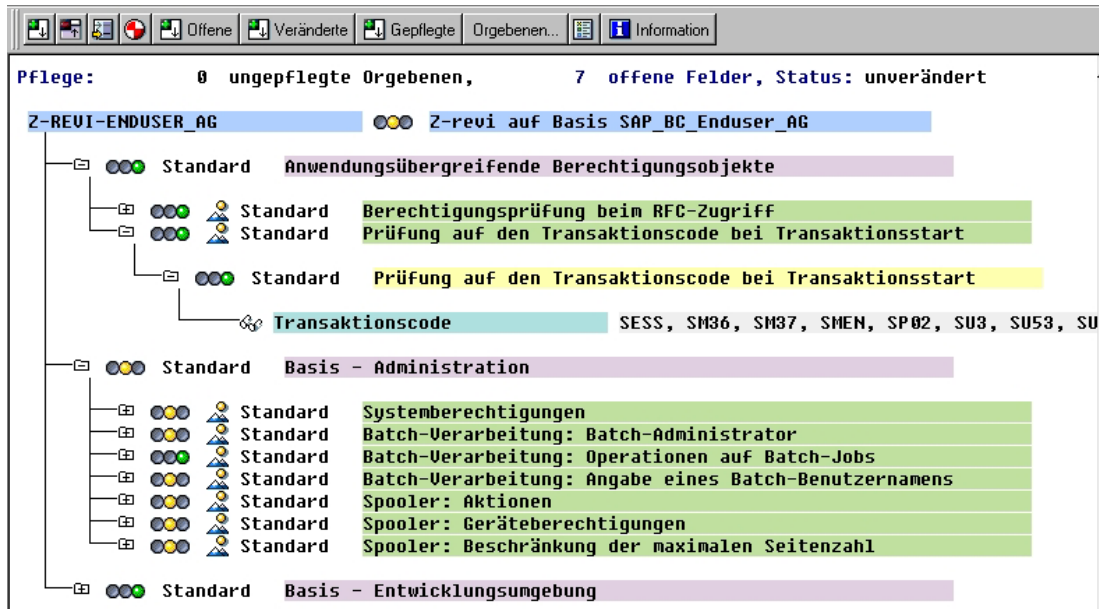 Offene Veränderte Gepflegte Orgebenen... Information
Pflege: 0 ungepflegte Orgebenen, 7 offene Felder, Status: unverändert
Z-REVI-ENDUSER_AG Z-revi auf Basis SAP_BC_Enduser_AG
Standard Anwendungsübergreifende Berechtigungsobjekte
Standard Berechtigungsprüfung beim RFC-Zugriff
Standard Prüfung auf den Transaktionscode bei Transaktionsstart
Standard Prüfung auf den Transaktionscode bei Transaktionsstart
Transaktionscode SESS, SM36, SM37, SMEN, SP02, SU3, SU53, SU
Standard Basis - Administration
Standard Systemberechtigungen
Standard Batch-Verarbeitung: Batch-Administrator
Standard Batch-Verarbeitung: Operationen auf Batch-Jobs
Standard Batch-Verarbeitung: Angabe eines Batch-Benutzernamens
Standard Spooler: Aktionen
Standard Spooler: Geräteberechtigungen
Standard Spooler: Beschränkung der maximalen Seitenzahl
Standard Basis - Entwicklungsumgebung